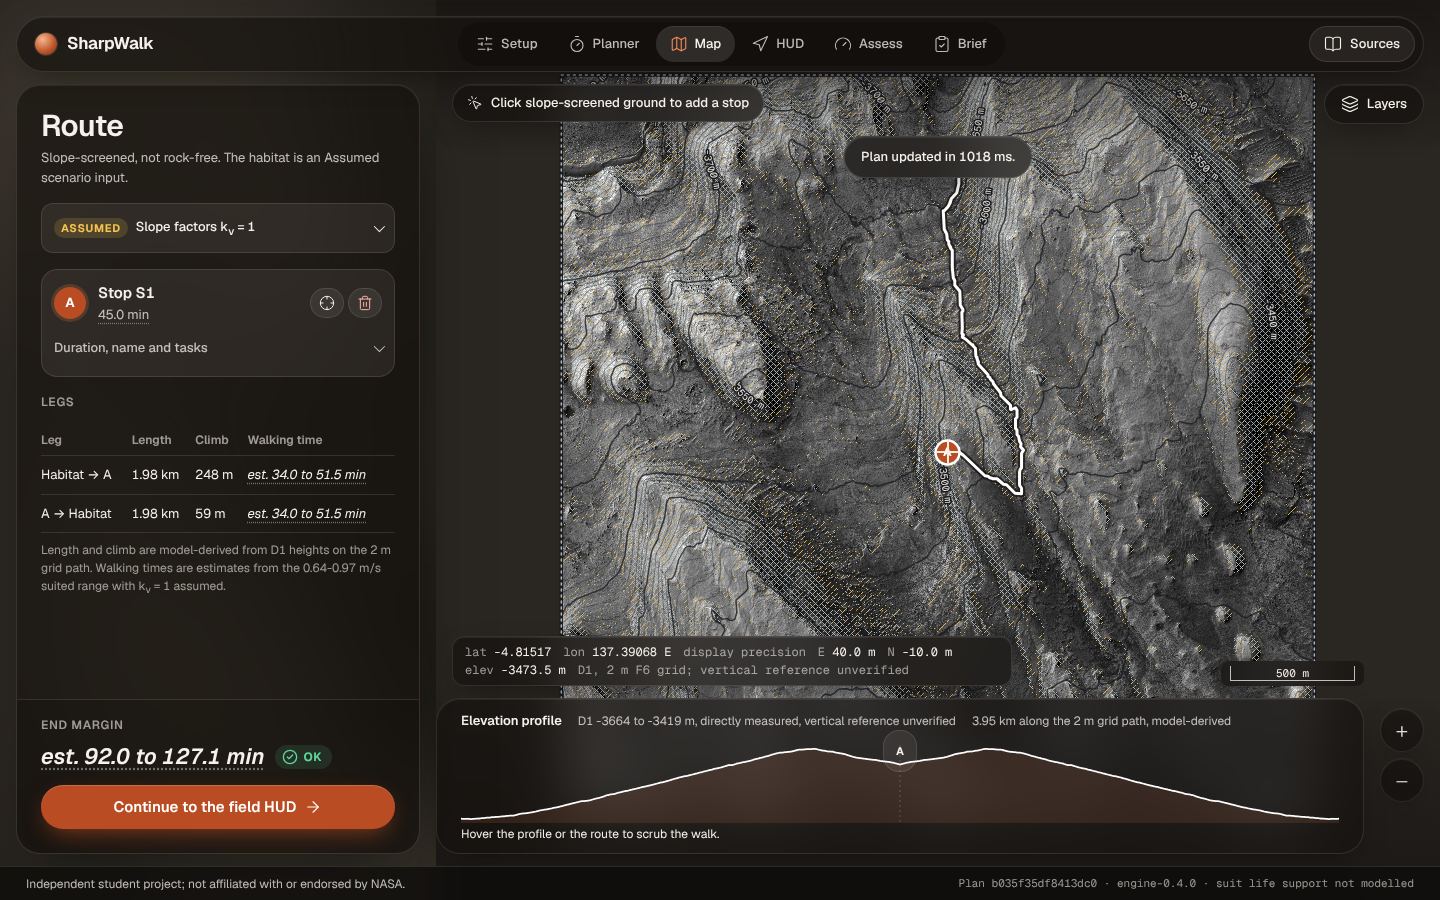 SharpWalk
Setup
Planner
Map
HUD
Assess
Brief
Sources
Route
Slope-screened, not rock-free. The habitat is an Assumed
scenario input.
ASSUMED Slope factors kv = 1
A
Stop S1
45.0 min
Duration, name and tasks
LEGS
Leg Length Climb Walking time
Habitat → A 1.98 km 248 m est. 34.0 to 51.5 min
A → Habitat 1.98 km 59 m est. 34.0 to 51.5 min
Length and climb are model-derived from D1 heights on the 2 m
grid path. Walking times are estimates from the 0.64-0.97 m/s
suited range with kv = 1 assumed.
END MARGIN
est. 92.0 to 127.1 min OK
Continue to the field HUD →
Click slope-screened ground to add a stop
Layers
Plan updated in 1018 ms.
lat -4.81517 lon 137.39068 E display precision E 40.0 m N -10.0 m
elev -3473.5 m D1, 2 m F6 grid; vertical reference unverified
500 m
Elevation profile D1 -3664 to -3419 m, directly measured, vertical reference unverified 3.95 km along the 2 m grid path, model-derived
A
Hover the profile or the route to scrub the walk.
+
−
Independent student project; not affiliated with or endorsed by NASA.
Plan b035f35df8413dc0 · engine-0.4.0 · suit life support not modelled